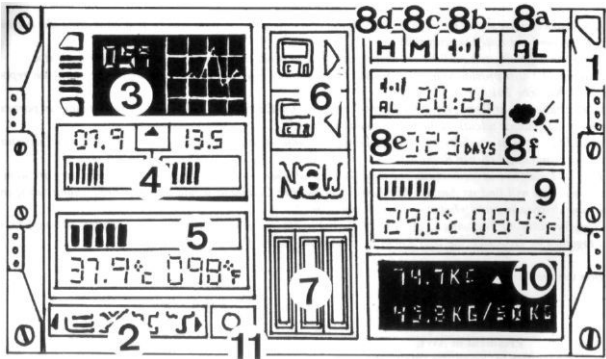 8d 8c 8b 8a
H M AL
1
3
6
AL 20:26
8e 023 DAYS 8f
07.9 13.5
4
New
9
29.0°C 084°F
5
37.9°C 098°F
7
74.7KG 10
43.8KG/50KG
2
11